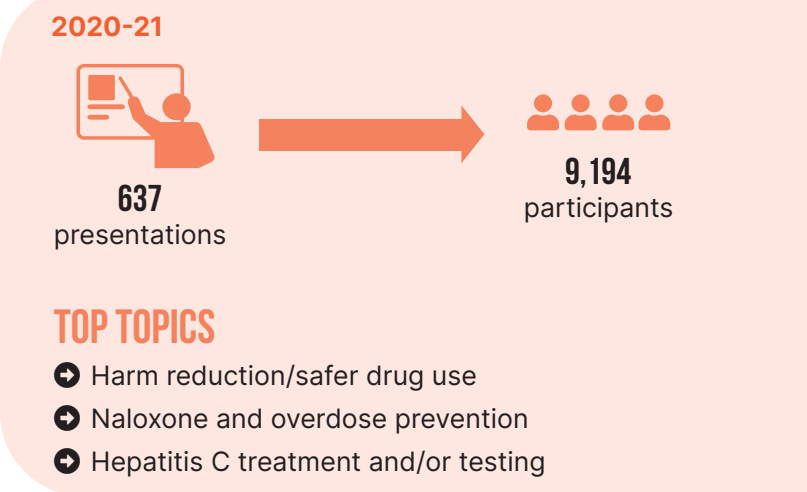 2020-21
637
presentations
9,194
participants
TOP TOPICS
Harm reduction/safer drug use
Naloxone and overdose prevention
Hepatitis C treatment and/or testing